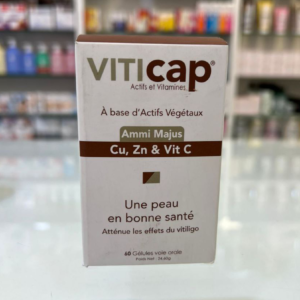 VITIcap®
Actifs et Vitamines
À base d'Actifs Végétaux
Ammi Majus
Cu, Zn & Vit C
Une peau
en bonne santé
Atténue les effets du vitiligo
60 Gélules voie orale